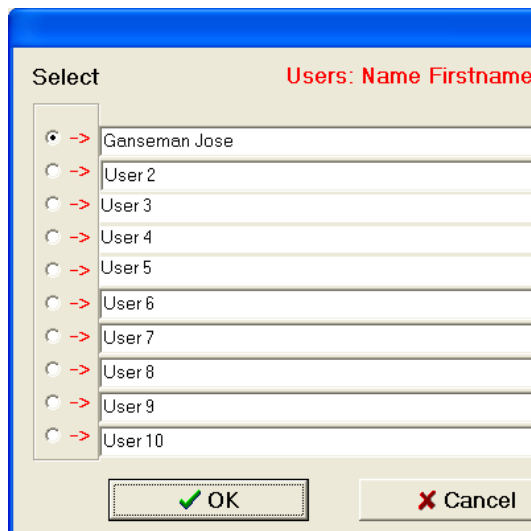 Select Users: Name Firstname
-> Ganseman Jose
-> User 2
-> User 3
-> User 4
-> User 5
-> User 6
-> User 7
-> User 8
-> User 9
-> User 10
OK Cancel